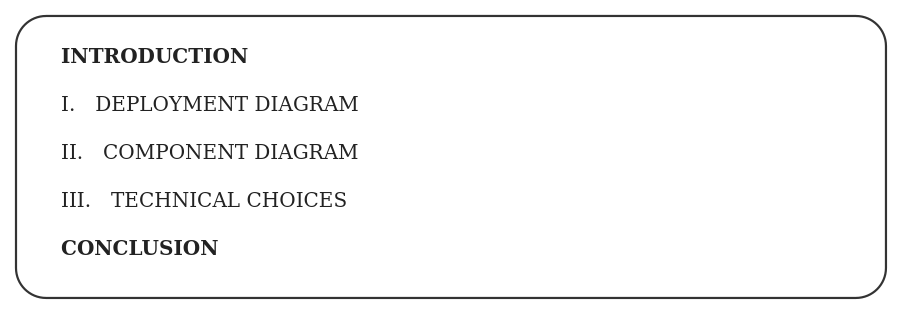 INTRODUCTION
I. DEPLOYMENT DIAGRAM
II. COMPONENT DIAGRAM
III. TECHNICAL CHOICES
CONCLUSION